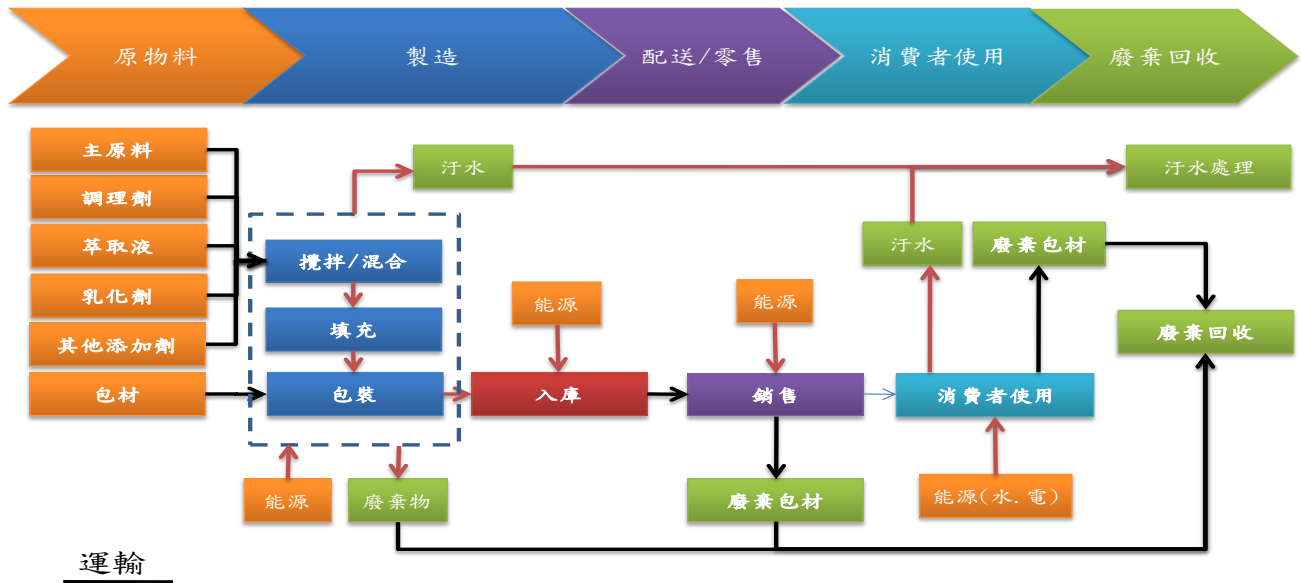 原物料
製造
配送/零售
消費者使用
廢棄回收
主原料
調理劑
萃取液
乳化劑
其他添加劑
包材
汙水
攪拌/混合
填充
包裝
能源
廢棄物
能源
入庫
能源
銷售
廢棄包材
汙水
廢棄包材
消費者使用
能源(水.電)
汙水處理
廢棄回收
運輸